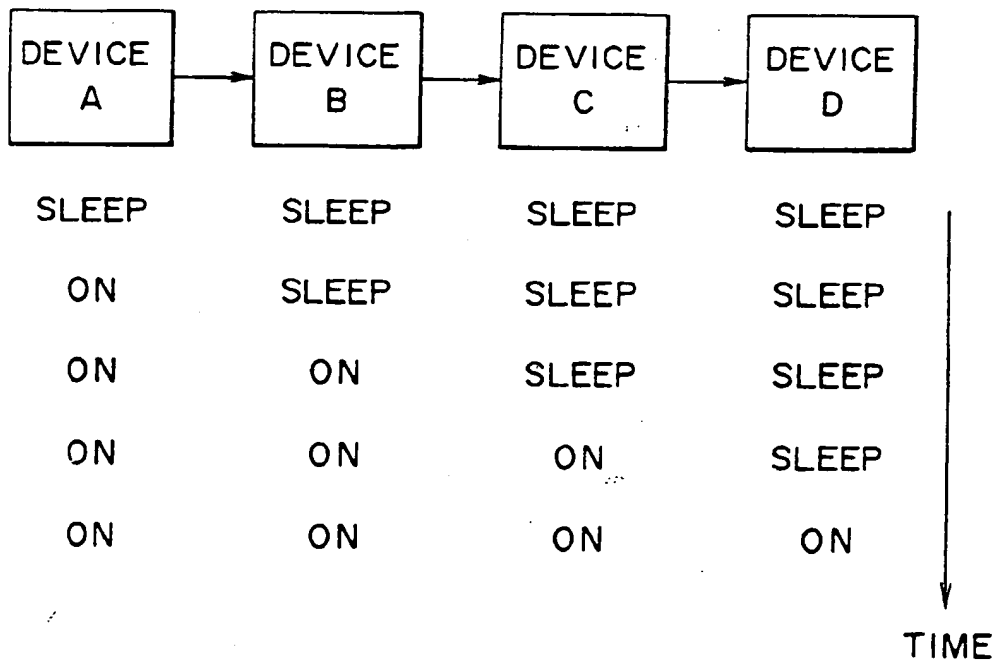 DEVICE A
DEVICE B
DEVICE C
DEVICE D
SLEEP SLEEP SLEEP SLEEP
ON SLEEP SLEEP SLEEP
ON ON SLEEP SLEEP
ON ON ON SLEEP
ON ON ON ON
TIME